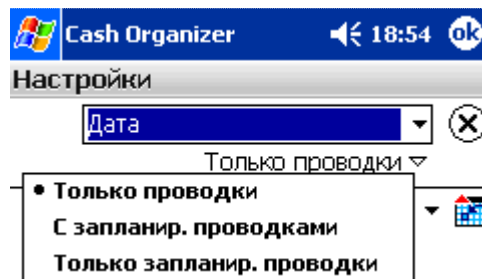 Cash Organizer 18:54 ok
Настройки
Дата
Только проводки
Только проводки
С запланир. проводками
Только запланир. проводки